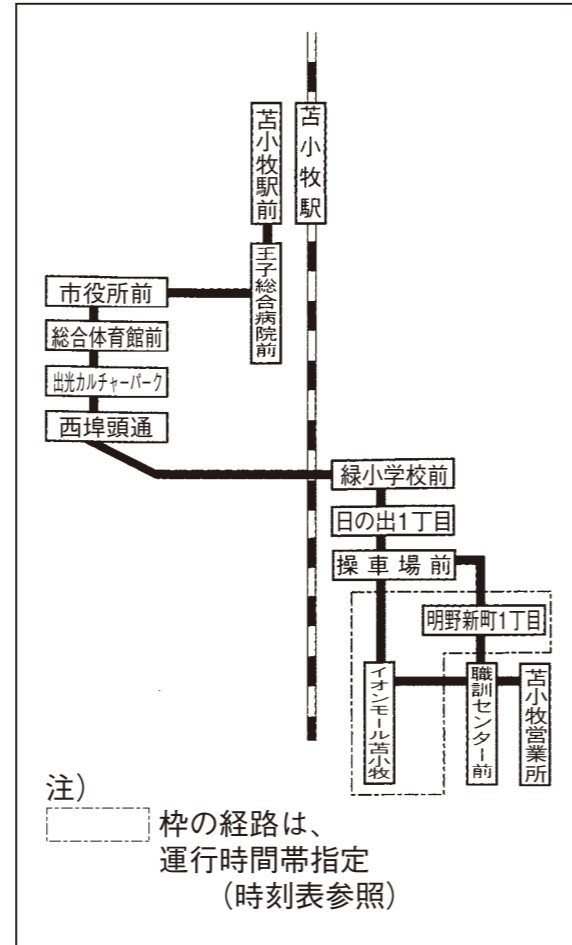 苫小牧駅前
苫小牧駅
王子総合病院前
市役所前
総合体育館前
出光カルチャーパーク
西埠頭通
緑小学校前
日の出1丁目
操車場前
明野新町1丁目
イオンモール苫小牧
職訓センター前
苫小牧営業所
注）
枠の経路は、
運行時間帯指定
（時刻表参照）